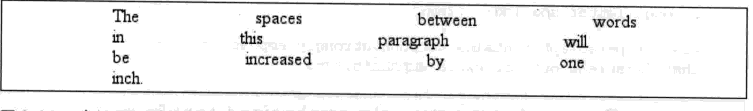 The spaces between words
in this paragraph will
be increased by one
inch.